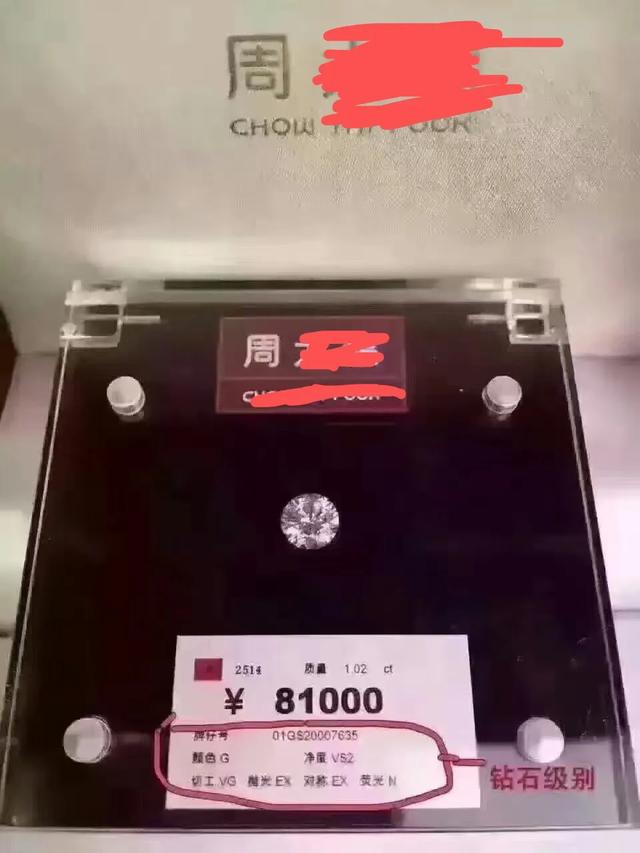 周
CHOW
周
2514 质量 1.02 ct
¥ 81000
牌仔号 01GS20007635
颜色 G 净度 VS2
切工 VG 抛光 EX 对称 EX 荧光 N
钻石级别